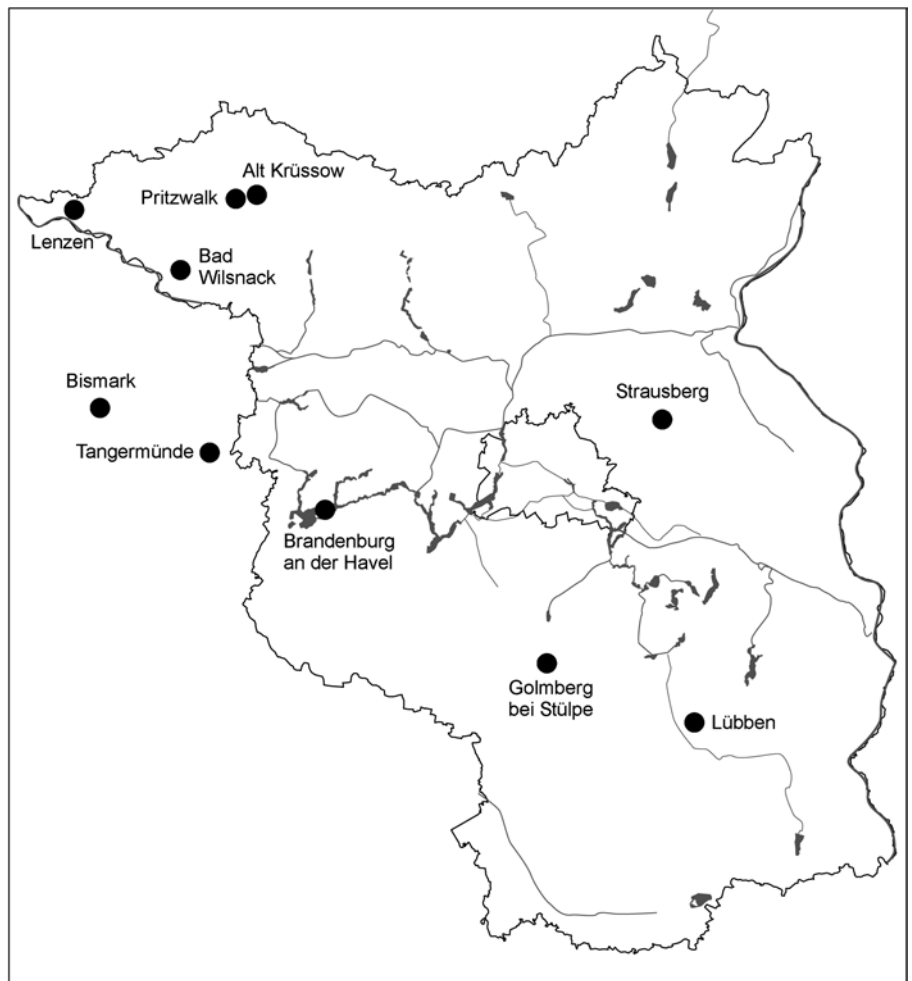 Alt Krüssow
Pritzwalk
Lenzen
Bad
Wilsnack
Bismark
Strausberg
Tangermünde
Brandenburg
an der Havel
Golmberg
bei Stülpe
Lübben